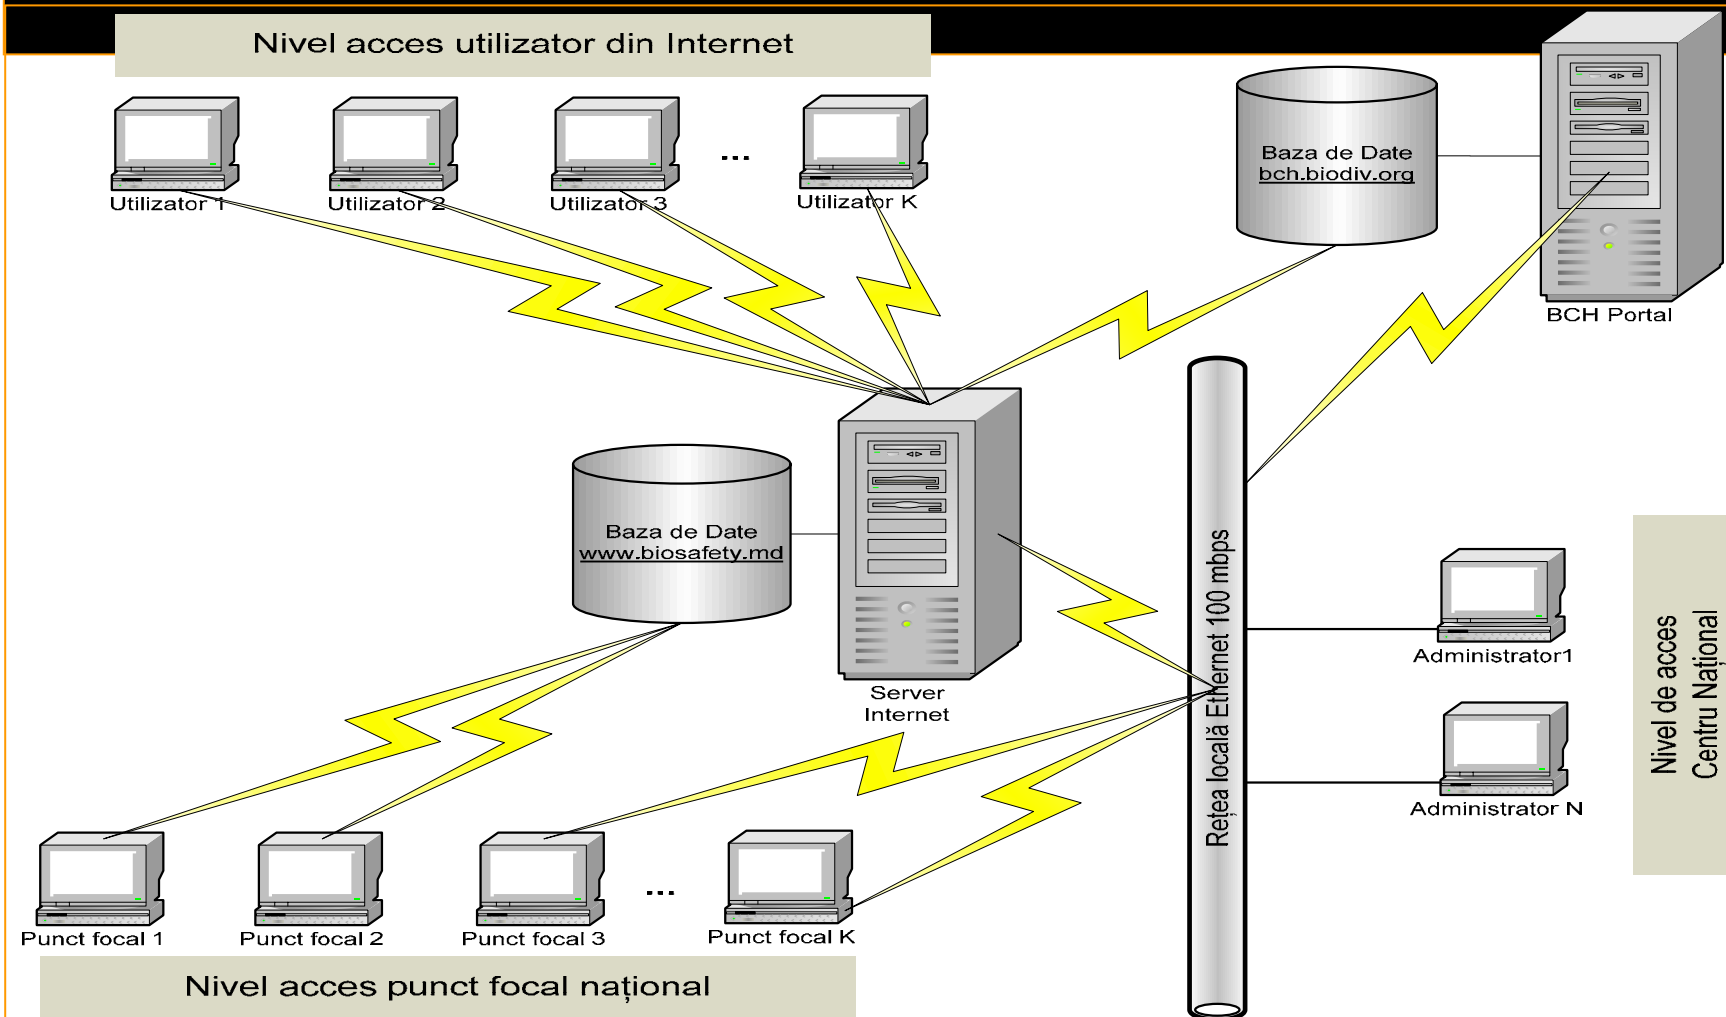 Nivel acces utilizator din Internet
Utilizator 1
Utilizator 2
Utilizator 3
...
Utilizator K
Baza de Date
bch.biodiv.org
BCH Portal
Baza de Date
www.biosafety.md
Server
Internet
Rețea locală Ethernet 100 mbps
Administrator1
Administrator N
Nivel de acces
Centru Național
Punct focal 1
Punct focal 2
Punct focal 3
...
Punct focal K
Nivel acces punct focal național